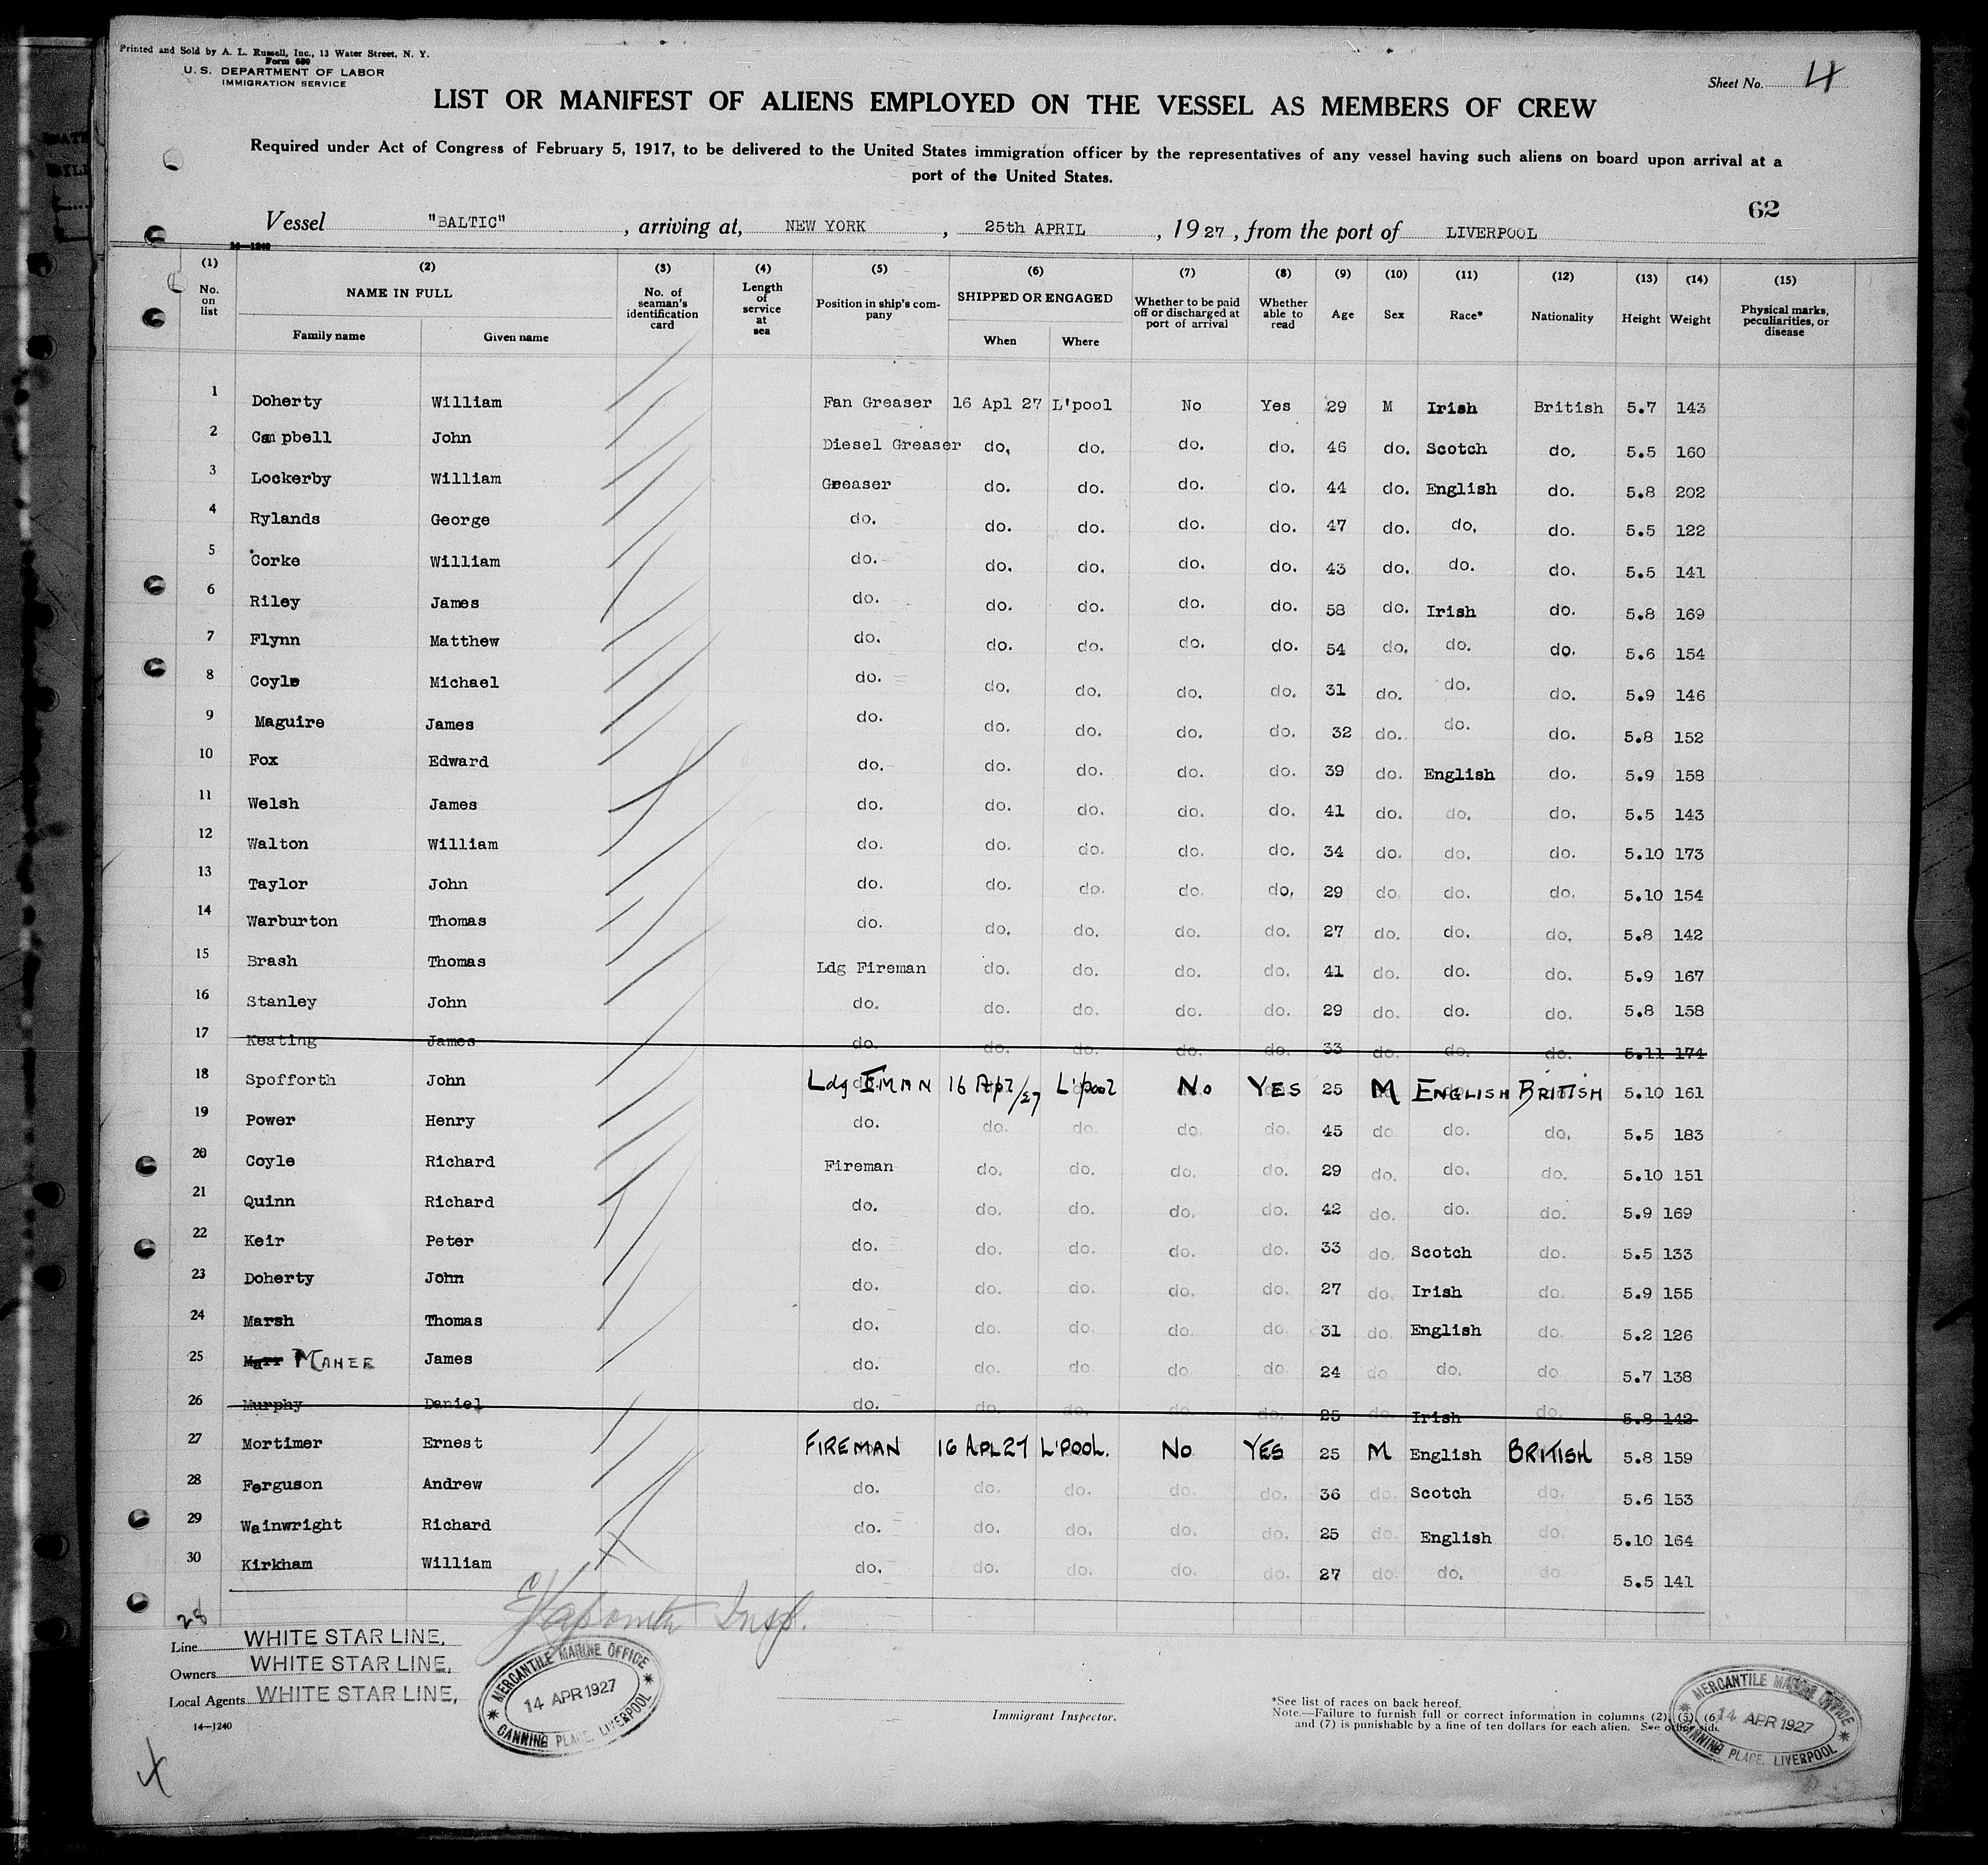 Printed and Sold by A. L. Russell, Inc., 13 Water Street, N. Y.
Form 689
U. S. DEPARTMENT OF LABOR
IMMIGRATION SERVICE
Sheet No. 4
LIST OR MANIFEST OF ALIENS EMPLOYED ON THE VESSEL AS MEMBERS OF CREW
Required under Act of Congress of February 5, 1917, to be delivered to the United States immigration officer by the representatives of any vessel having such aliens on board upon arrival at a
port of the United States.
62
Vessel "BALTIC", arriving at, NEW YORK, 25th APRIL, 1927, from the port of LIVERPOOL
14—1240
(1) (2) (3) (4) (5) (6) (7) (8) (9) (10) (11) (12) (13) (14) (15)
No. on list NAME IN FULL Family name Given name No. of seaman's identification card Length of service at sea Position in ship's company SHIPPED OR ENGAGED When Where Whether to be paid off or discharged at port of arrival Whether able to read Age Sex Race* Nationality Height Weight Physical marks, peculiarities, or disease
1 Doherty William Fan Greaser 16 Apl 27 L'pool No Yes 29 M Irish British 5.7 143
2 Campbell John Diesel Greaser do, do. do. do. 46 do. Scotch do. 5.5 160
3 Lockerby William Greaser do. do. do. do. 44 do. English do. 5.8 202
4 Rylands George do. do. do. do. do. 47 do. do, do. 5.5 122
5 Corke William do. do. do. do. do. 43 do. do. do. 5.5 141
6 Riley James do. do. do. do. do. 58 do. Irish do. 5.8 169
7 Flynn Matthew do. do. do. do. do. 54 do. do. do. 5.6 154
8 Coyle Michael do. do. do. do. do. 31 do. do. do. 5.9 146
9 Maguire James do. do. do. do. do. 32 do. do. do. 5.8 152
10 Fox Edward do. do. do. do. do. 39 do. English do. 5.9 158
11 Welsh James do. do. do. do. do. 41 do. do. do. 5.5 143
12 Walton William do. do. do. do. do. 34 do. do. do. 5.10 173
13 Taylor John do. do. do. do. do, 29 do. do. do. 5.10 154
14 Warburton Thomas do. do. do. do. do. 27 do. do. do. 5.8 142
15 Brash Thomas Ldg Fireman do. do. do. do. 41 do. do. do. 5.9 167
16 Stanley John do. do. do. do. do. 29 do. do. do. 5.8 158
17 Keating James do. do. do. do. do. 33 do. do. do. 5.11 174
18 Spofforth John Ldg FMAN 16 Apl/27 L'pool No YES 25 M ENGLISH BRITISH 5.10 161
19 Power Henry do. do. do. do. do. 45 do. do. do. 5.5 183
20 Coyle Richard Fireman do. do. do. do. 29 do. do. do. 5.10 151
21 Quinn Richard do. do. do. do. do. 42 do. do. do. 5.9 169
22 Keir Peter do. do. do. do. do. 33 do. Scotch do. 5.5 133
23 Doherty John do. do. do. do. do. 27 do. Irish do. 5.9 155
24 Marsh Thomas do. do. do. do. do. 31 do. English do. 5.2 126
25 Marr MAHER James do. do. do. do. do. 24 do do. do 5.7 138
26 Murphy Daniel do. do. do. do. do. 25 do. Irish do. 5.8 142
27 Mortimer Ernest FIREMAN 16 APL 27 L'POOL. No YES 25 M English BRITISH 5.8 159
28 Ferguson Andrew do. do. do. do. do. 36 do. Scotch do. 5.6 153
29 Wainwright Richard do. do. do. do. do. 25 do. English do. 5.10 164
30 Kirkham William do. do. do. do. do. 27 do. do. do 5.5 141
28
Insp.
Line WHITE STAR LINE.
Owners WHITE STAR LINE,
Local Agents WHITE STAR LINE,
14—1240
MERCANTILE MARINE OFFICE
14 APR 1927
CANNING PLACE, LIVERPOOL
Immigrant Inspector.
*See list of races on back hereof.
Note.—Failure to furnish full or correct information in columns (2), (5), (6)
and (7) is punishable by a fine of ten dollars for each alien. See other side.
MERCANTILE MARINE OFFICE
14 APR 1927
CANNING PLACE, LIVERPOOL